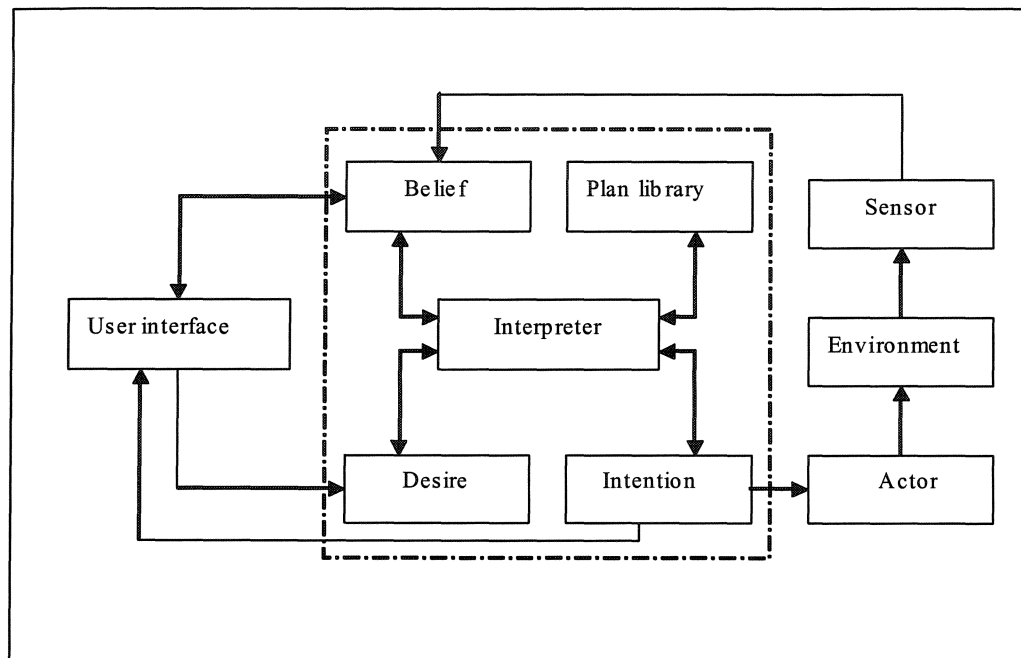 Belief
Plan library
Sensor
User interface
Interpreter
Environment
Desire
Intention
Actor